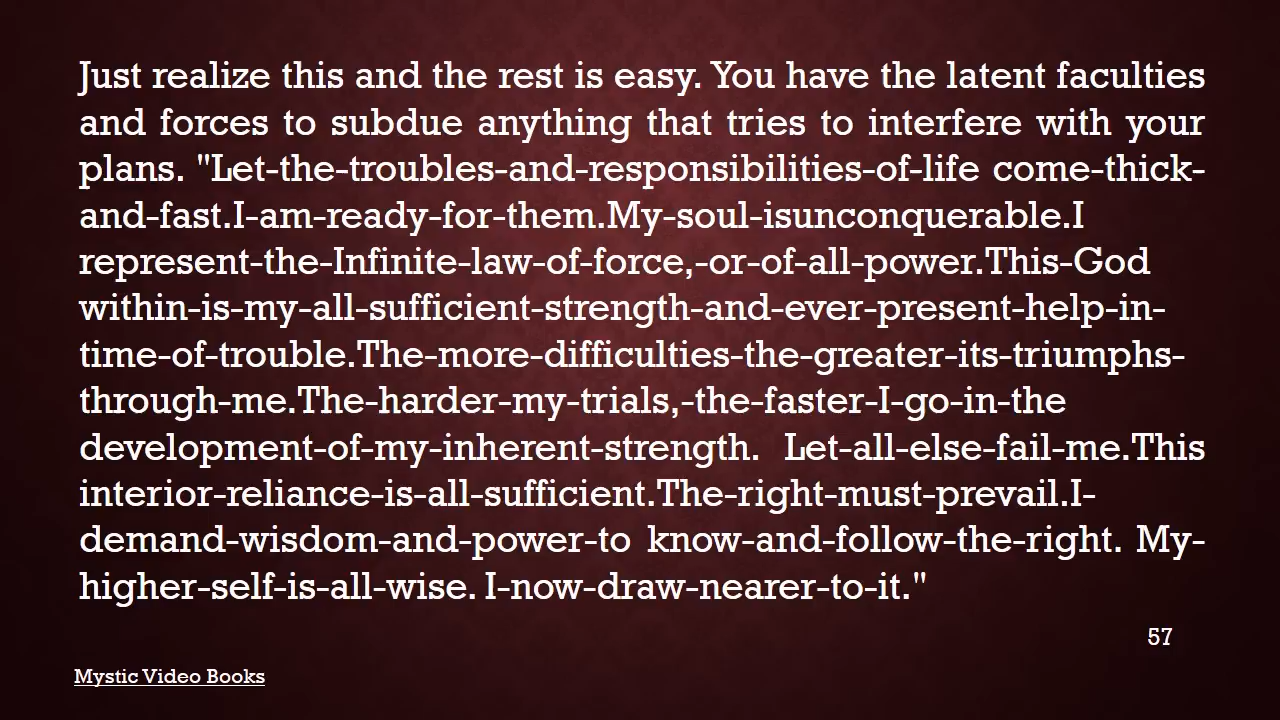 Just realize this and the rest is easy. You have the latent faculties
and forces to subdue anything that tries to interfere with your
plans. "Let-the-troubles-and-responsibilities-of-life come-thick-
and-fast.I-am-ready-for-them.My-soul-isunconquerable.I
represent-the-Infinite-law-of-force,-or-of-all-power.This-God
within-is-my-all-sufficient-strength-and-ever-present-help-in-
time-of-trouble.The-more-difficulties-the-greater-its-triumphs-
through-me.The-harder-my-trials,-the-faster-I-go-in-the
development-of-my-inherent-strength. Let-all-else-fail-me.This
interior-reliance-is-all-sufficient.The-right-must-prevail.I-
demand-wisdom-and-power-to know-and-follow-the-right. My-
higher-self-is-all-wise. I-now-draw-nearer-to-it."
57
Mystic Video Books